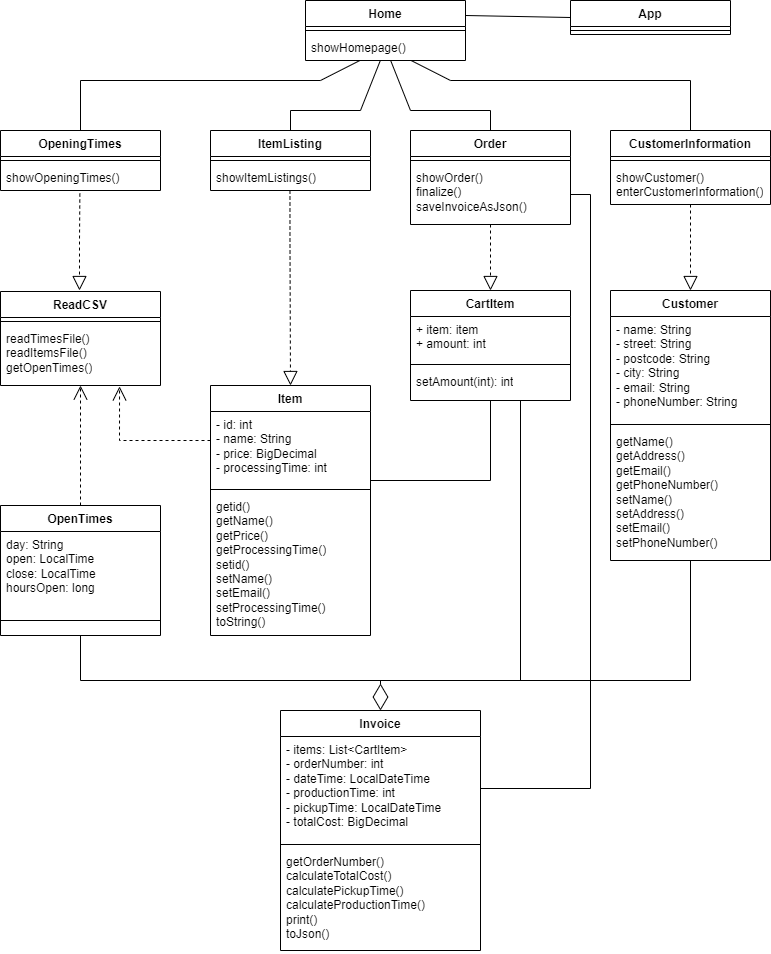 Home
showHomepage()
App
OpeningTimes
showOpeningTimes()
ItemListing
showItemListings()
Order
showOrder()
finalize()
saveInvoiceAsJson()
CustomerInformation
showCustomer()
enterCustomerInformation()
ReadCSV
readTimesFile()
readItemsFile()
getOpenTimes()
CartItem
+ item: item
+ amount: int
setAmount(int): int
Customer
- name: String
- street: String
- postcode: String
- city: String
- email: String
- phoneNumber: String
getName()
getAddress()
getEmail()
getPhoneNumber()
setName()
setAddress()
setEmail()
setPhoneNumber()
Item
- id: int
- name: String
- price: BigDecimal
- processingTime: int
getid()
getName()
getPrice()
getProcessingTime()
setid()
setName()
setEmail()
setProcessingTime()
toString()
OpenTimes
day: String
open: LocalTime
close: LocalTime
hoursOpen: long
Invoice
- items: List<CartItem>
- orderNumber: int
- dateTime: LocalDateTime
- productionTime: int
- pickupTime: LocalDateTime
- totalCost: BigDecimal
getOrderNumber()
calculateTotalCost()
calculatePickupTime()
calculateProductionTime()
print()
toJson()